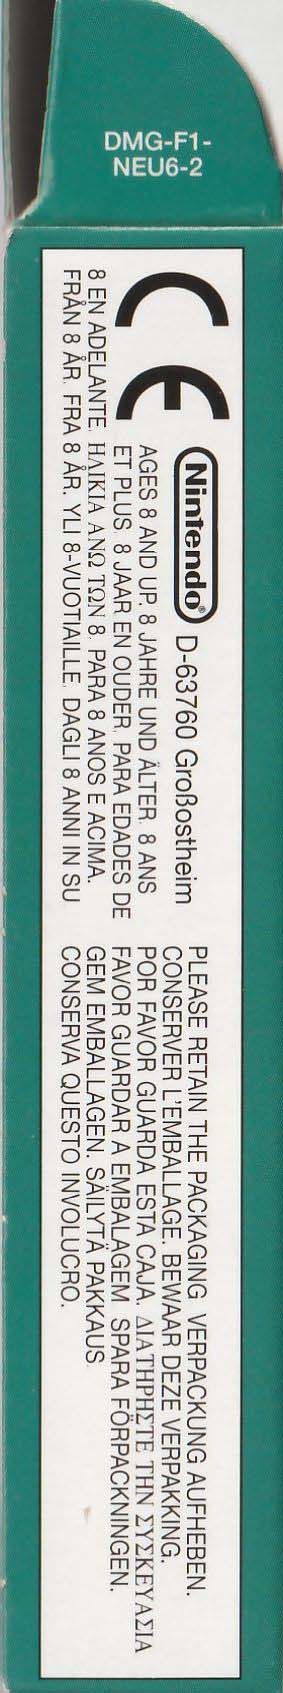 DMG-F1-
NEU6-2
CE
Nintendo® D-63760 Großostheim
AGES 8 AND UP. 8 JAHRE UND ÄLTER. 8 ANS
ET PLUS. 8 JAAR EN OUDER. PARA EDADES DE
8 EN ADELANTE. ΗΛΙΚΙΑ ΑΝΩ ΤΩΝ 8. PARA 8 ANOS E ACIMA.
FRÅN 8 ÅR. FRA 8 ÅR. YLI 8-VUOTIAILLE. DAGLI 8 ANNI IN SU
PLEASE RETAIN THE PACKAGING VERPACKUNG AUFHEBEN.
CONSERVER L'EMBALLAGE. BEWAAR DEZE VERPAKKING.
POR FAVOR GUARDA ESTA CAJA. ΔΙΑΤΗΡΗΣΤΕ ΤΗΝ ΣΥΣΚΕΥΑΣΙΑ
FAVOR GUARDAR A EMBALAGEM. SPARA FÖRPACKNINGEN.
GEM EMBALLAGEN. SÄILYTÄ PAKKAUS.
CONSERVA QUESTO INVOLUCRO.